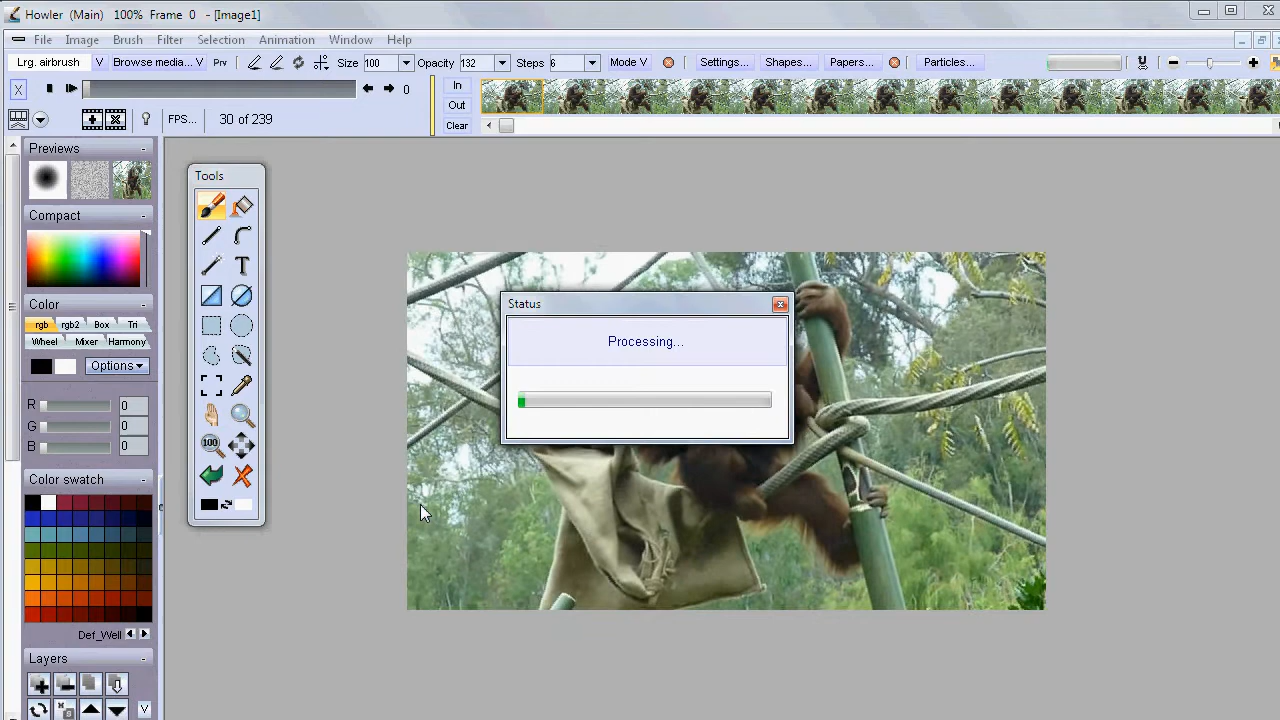 Howler (Main) 100% Frame 0 - [Image1]
File Image Brush Filter Selection Animation Window Help
Lrg. airbrush V Browse media... V Prv Size 100 Opacity 132 Steps 6 Mode V Settings... Shapes... Papers... Particles...
X 0
In
Out
Clear
FPS... 30 of 239
Previews
Tools
Compact
Color
rgb rgb2 Box Tri
Wheel Mixer Harmony
Options
R 0
G 0
B 0
100
Color swatch
Def_Well
Layers
V
Status
Processing...